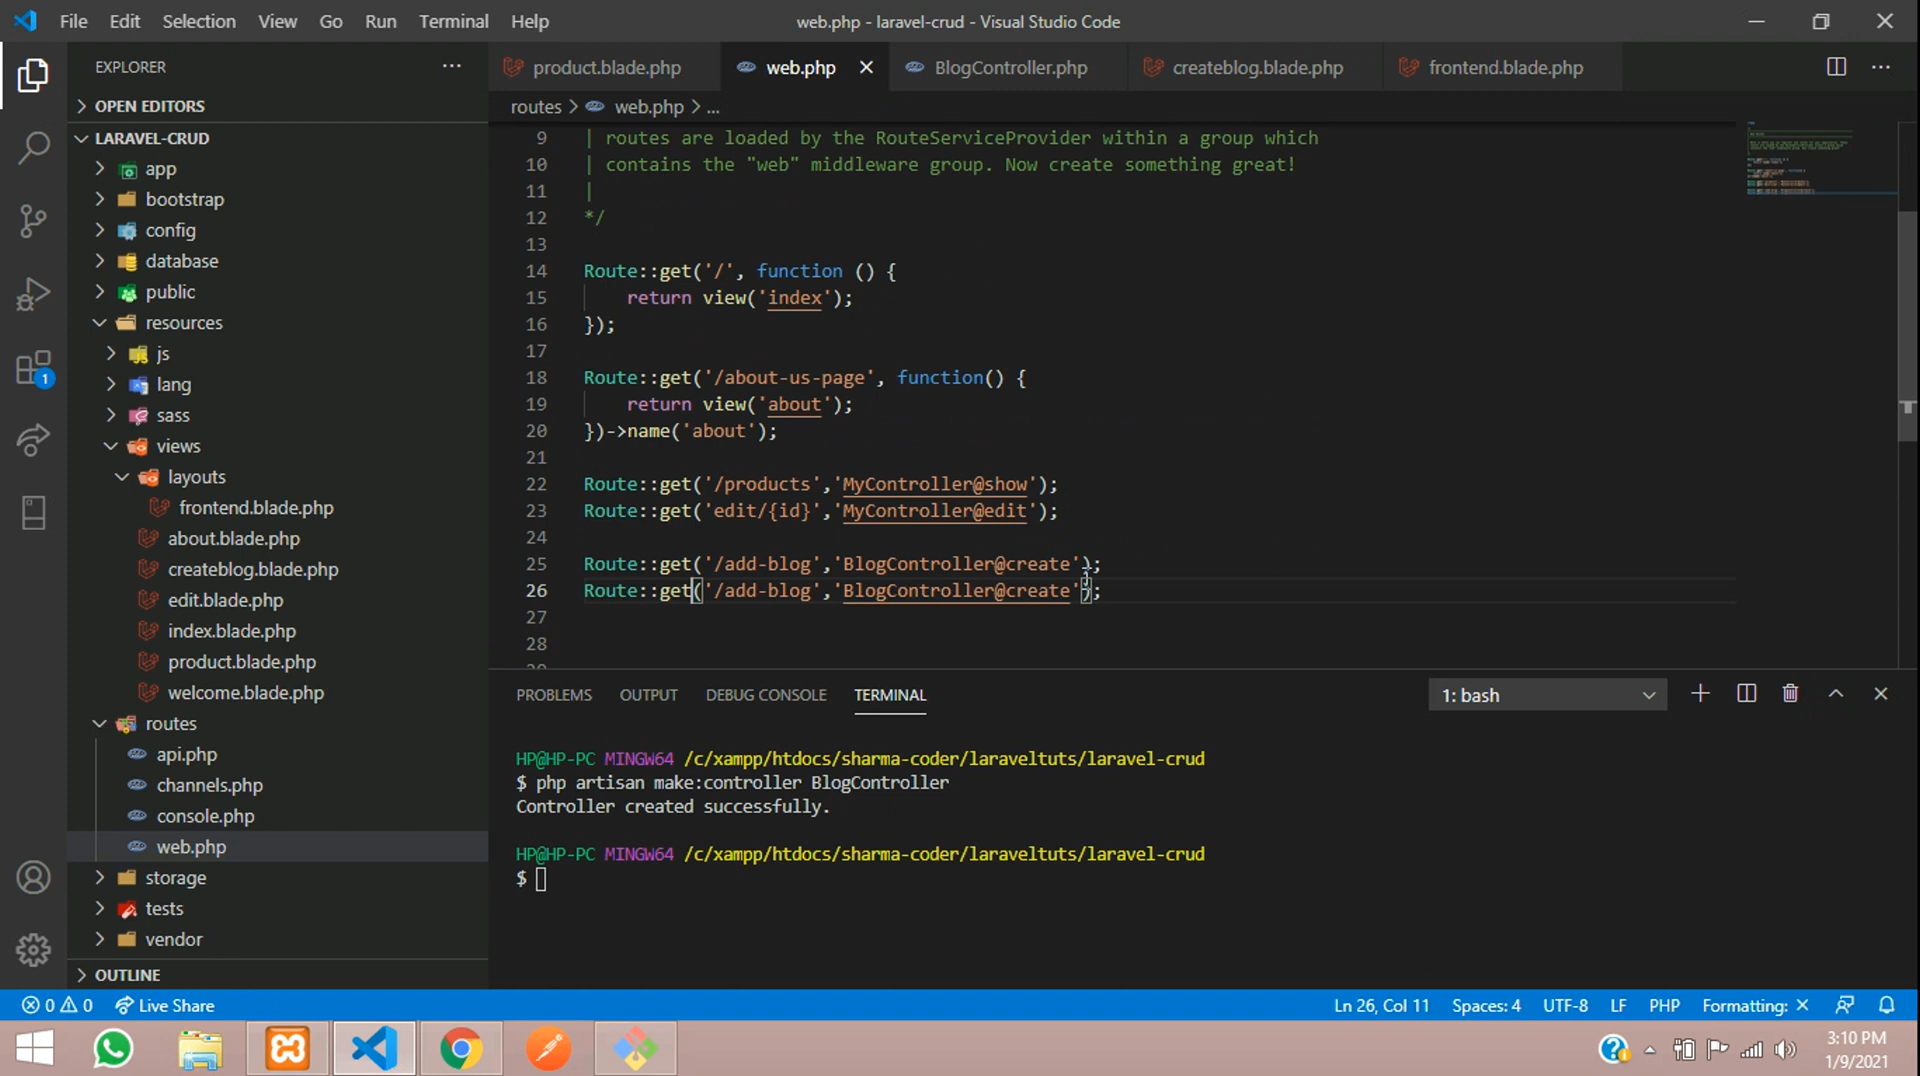 File Edit Selection View Go Run Terminal Help
web.php - laravel-crud - Visual Studio Code
EXPLORER
OPEN EDITORS
LARAVEL-CRUD
app
bootstrap
config
database
public
resources
js
lang
sass
views
layouts
frontend.blade.php
about.blade.php
createblog.blade.php
edit.blade.php
index.blade.php
product.blade.php
welcome.blade.php
routes
api.php
channels.php
console.php
web.php
storage
tests
vendor
OUTLINE
1
product.blade.php web.php BlogController.php createblog.blade.php frontend.blade.php
routes > web.php > ...
9 | routes are loaded by the RouteServiceProvider within a group which
10 | contains the "web" middleware group. Now create something great!
11 |
12 */
13
14 Route::get('/', function () {
15 return view('index');
16 });
17
18 Route::get('/about-us-page', function() {
19 return view('about');
20 })->name('about');
21
22 Route::get('/products','MyController@show');
23 Route::get('edit/{id}','MyController@edit');
24
25 Route::get('/add-blog','BlogController@create');
26 Route::get('/add-blog','BlogController@create');
27
28
PROBLEMS OUTPUT DEBUG CONSOLE TERMINAL 1: bash
HP@HP-PC MINGW64 /c/xampp/htdocs/sharma-coder/laraveltuts/laravel-crud
$ php artisan make:controller BlogController
Controller created successfully.
HP@HP-PC MINGW64 /c/xampp/htdocs/sharma-coder/laraveltuts/laravel-crud
$
0 0 Live Share Ln 26, Col 11 Spaces: 4 UTF-8 LF PHP Formatting: ×
3:10 PM
1/9/2021